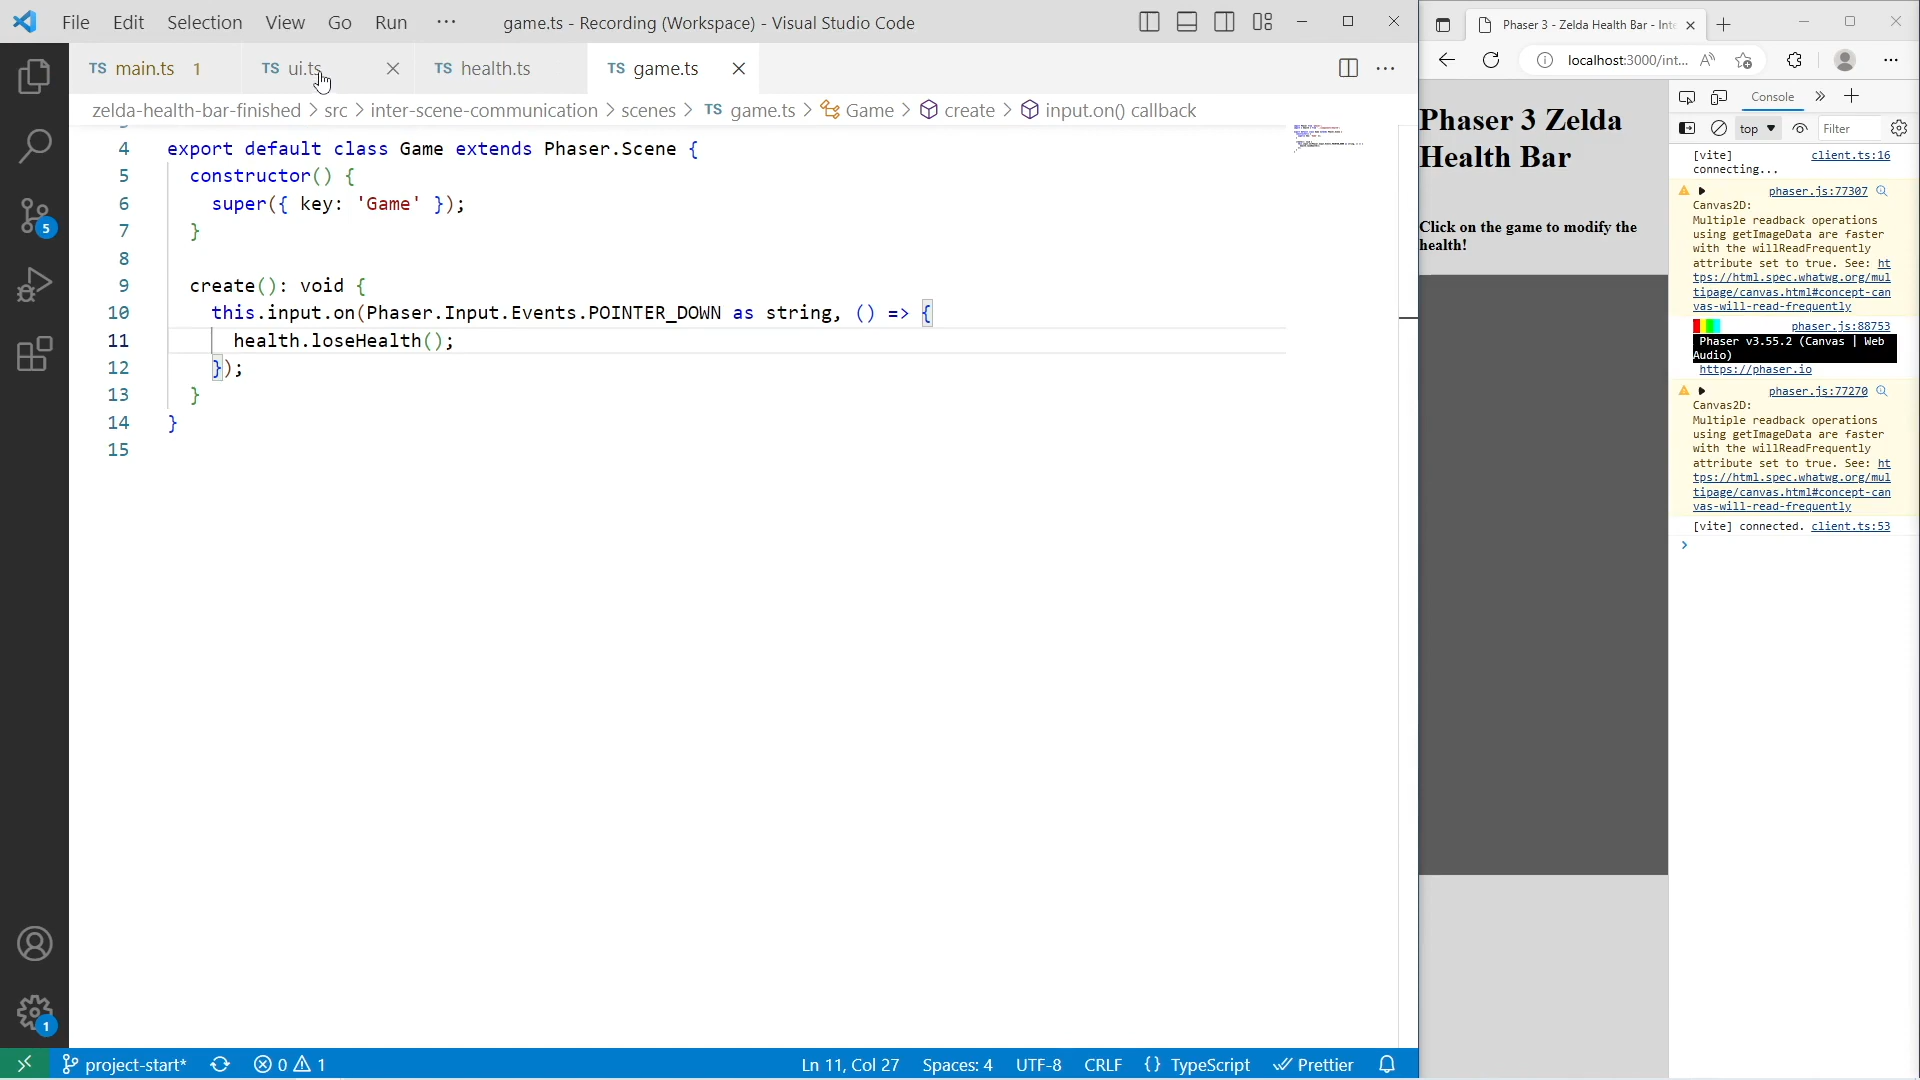 File Edit Selection View Go Run ··· game.ts - Recording (Workspace) - Visual Studio Code
TS main.ts 1 TS ui.ts TS health.ts TS game.ts
zelda-health-bar-finished > src > inter-scene-communication > scenes > TS game.ts > Game > create > input.on() callback
4 export default class Game extends Phaser.Scene {
5 constructor() {
6 super({ key: 'Game' });
7 }
8
9 create(): void {
10 this.input.on(Phaser.Input.Events.POINTER_DOWN as string, () => {
11 health.loseHealth();
12 });
13 }
14 }
15
5
1
project-start* 0 1 Ln 11, Col 27 Spaces: 4 UTF-8 CRLF {} TypeScript Prettier
Phaser 3 - Zelda Health Bar - Inte
localhost:3000/int...
Phaser 3 Zelda
Health Bar
Click on the game to modify the
health!
Console
top Filter
[vite] client.ts:16
connecting...
phaser.js:77307
Canvas2D:
Multiple readback operations
using getImageData are faster
with the willReadFrequently
attribute set to true. See: ht
tps://html.spec.whatwg.org/mul
tipage/canvas.html#concept-can
vas-will-read-frequently
phaser.js:88753
Phaser v3.55.2 (Canvas | Web
Audio)
https://phaser.io
phaser.js:77270
Canvas2D:
Multiple readback operations
using getImageData are faster
with the willReadFrequently
attribute set to true. See: ht
tps://html.spec.whatwg.org/mul
tipage/canvas.html#concept-can
vas-will-read-frequently
[vite] connected. client.ts:53